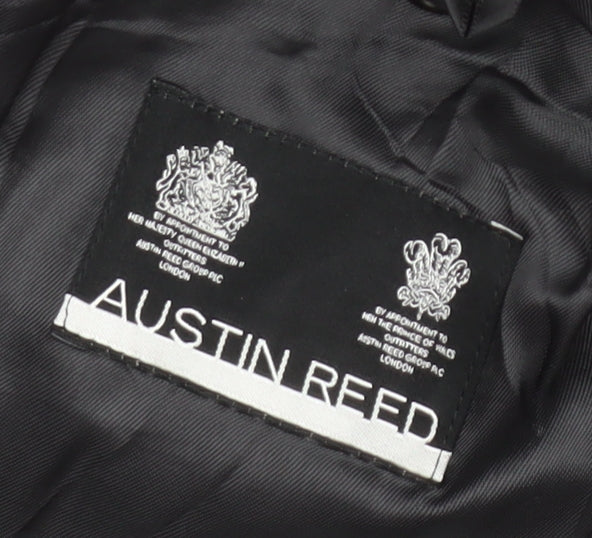 BY APPOINTMENT TO
HER MAJESTY QUEEN ELIZABETH II
OUTFITTERS
AUSTIN REED GROUP PLC
LONDON
BY APPOINTMENT TO
HRH THE PRINCE OF WALES
OUTFITTERS
AUSTIN REED GROUP PLC
LONDON
AUSTIN REED